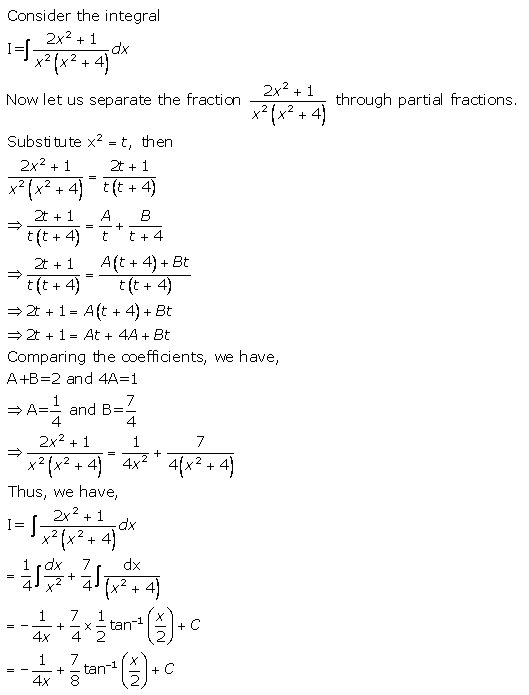 Consider the integral
I=∫ (2x² + 1)/(x²(x² + 4)) dx
Now let us separate the fraction (2x² + 1)/(x²(x² + 4)) through partial fractions.
Substitute x² = t, then
(2x² + 1)/(x²(x² + 4)) = (2t + 1)/(t(t + 4))
⇒ (2t + 1)/(t(t + 4)) = A/t + B/(t + 4)
⇒ (2t + 1)/(t(t + 4)) = (A(t + 4) + Bt)/(t(t + 4))
⇒ 2t + 1 = A(t + 4) + Bt
⇒ 2t + 1 = At + 4A + Bt
Comparing the coefficients, we have,
A+B=2 and 4A=1
⇒ A=1/4 and B=7/4
⇒ (2x² + 1)/(x²(x² + 4)) = 1/(4x²) + 7/(4(x² + 4))
Thus, we have,
I= ∫ (2x² + 1)/(x²(x² + 4)) dx
= 1/4 ∫ dx/x² + 7/4 ∫ dx/(x² + 4)
= − 1/(4x) + 7/4 x 1/2 tan⁻¹(x/2) + C
= − 1/(4x) + 7/8 tan⁻¹(x/2) + C